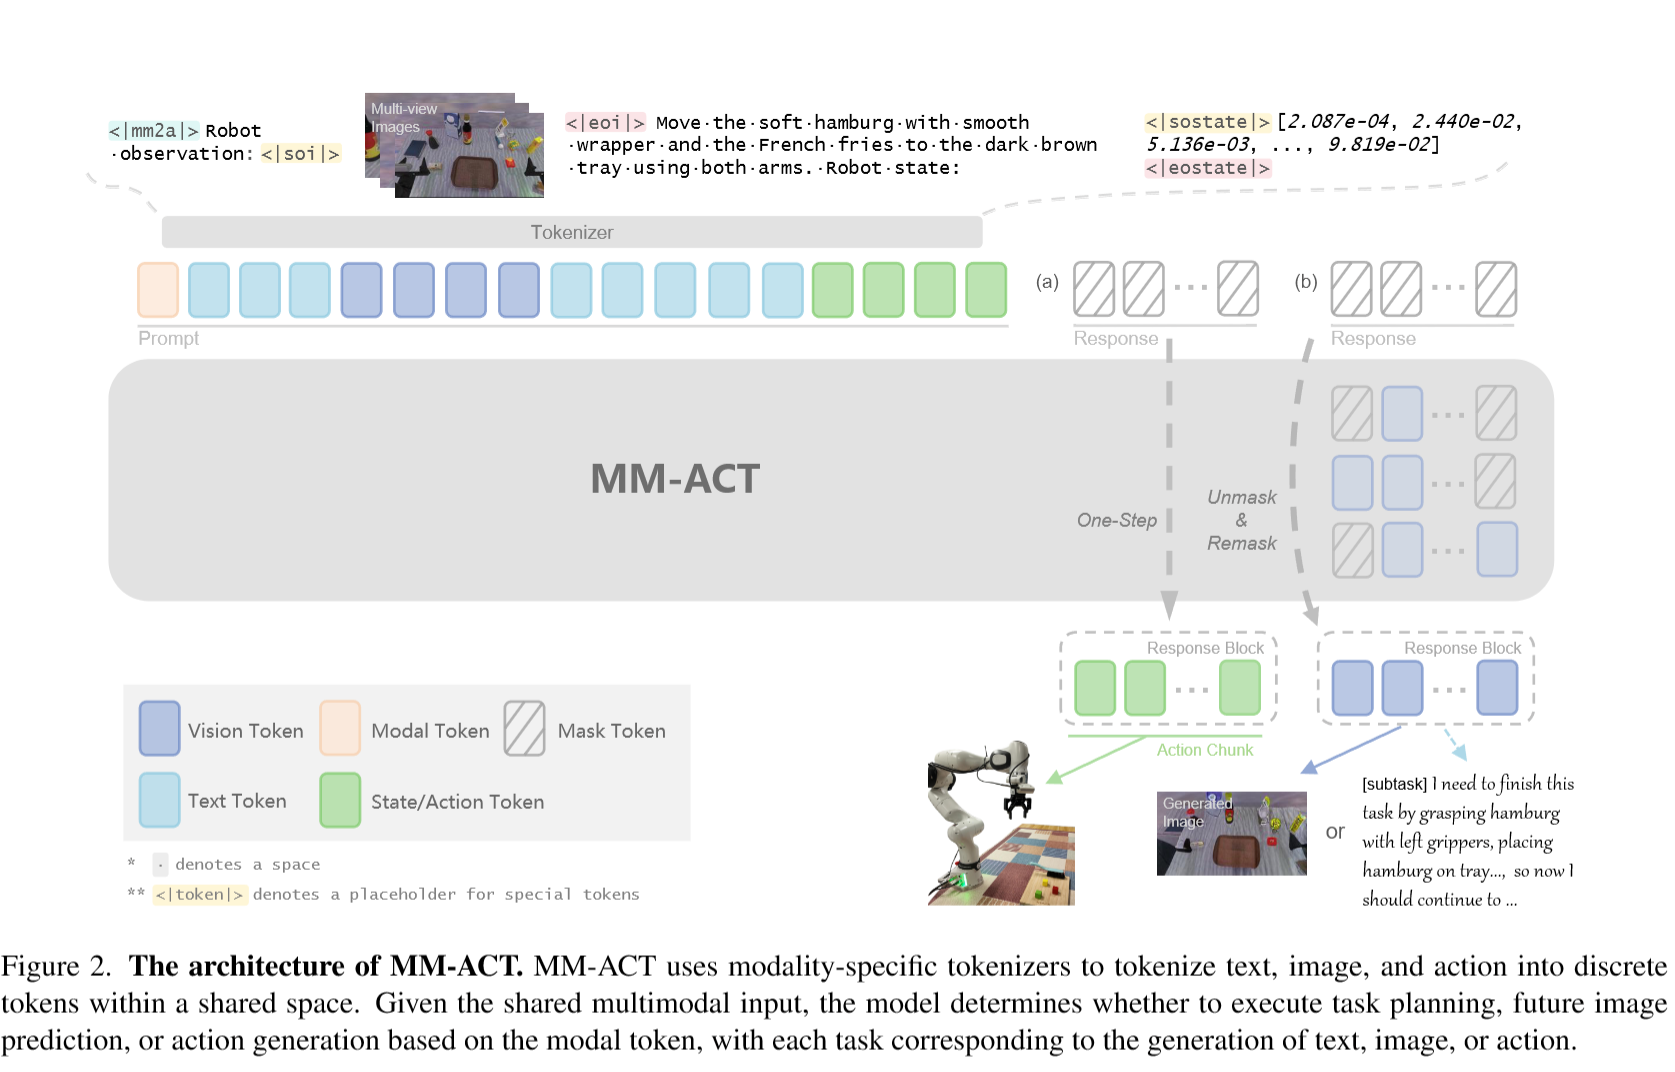 <|mm2a|> Robot
·observation: <|soi|>
Multi-view
Images
<|eoi|> Move·the·soft·hamburg·with·smooth
·wrapper·and·the·French·fries·to·the·dark·brown
·tray·using·both·arms.·Robot·state:
<|sostate|> [2.087e-04, 2.440e-02,
5.136e-03, ..., 9.819e-02]
<|eostate|>
Tokenizer
(a)
(b)
Prompt
Response
Response
MM-ACT
One-Step
Unmask
&
Remask
Response Block
Response Block
Action Chunk
Vision Token
Modal Token
Mask Token
Text Token
State/Action Token
* · denotes a space
** <|token|> denotes a placeholder for special tokens
Generated
Image
or
[subtask] I need to finish this
task by grasping hamburg
with left grippers, placing
hamburg on tray..., so now I
should continue to ...
Figure 2. The architecture of MM-ACT. MM-ACT uses modality-specific tokenizers to tokenize text, image, and action into discrete
tokens within a shared space. Given the shared multimodal input, the model determines whether to execute task planning, future image
prediction, or action generation based on the modal token, with each task corresponding to the generation of text, image, or action.